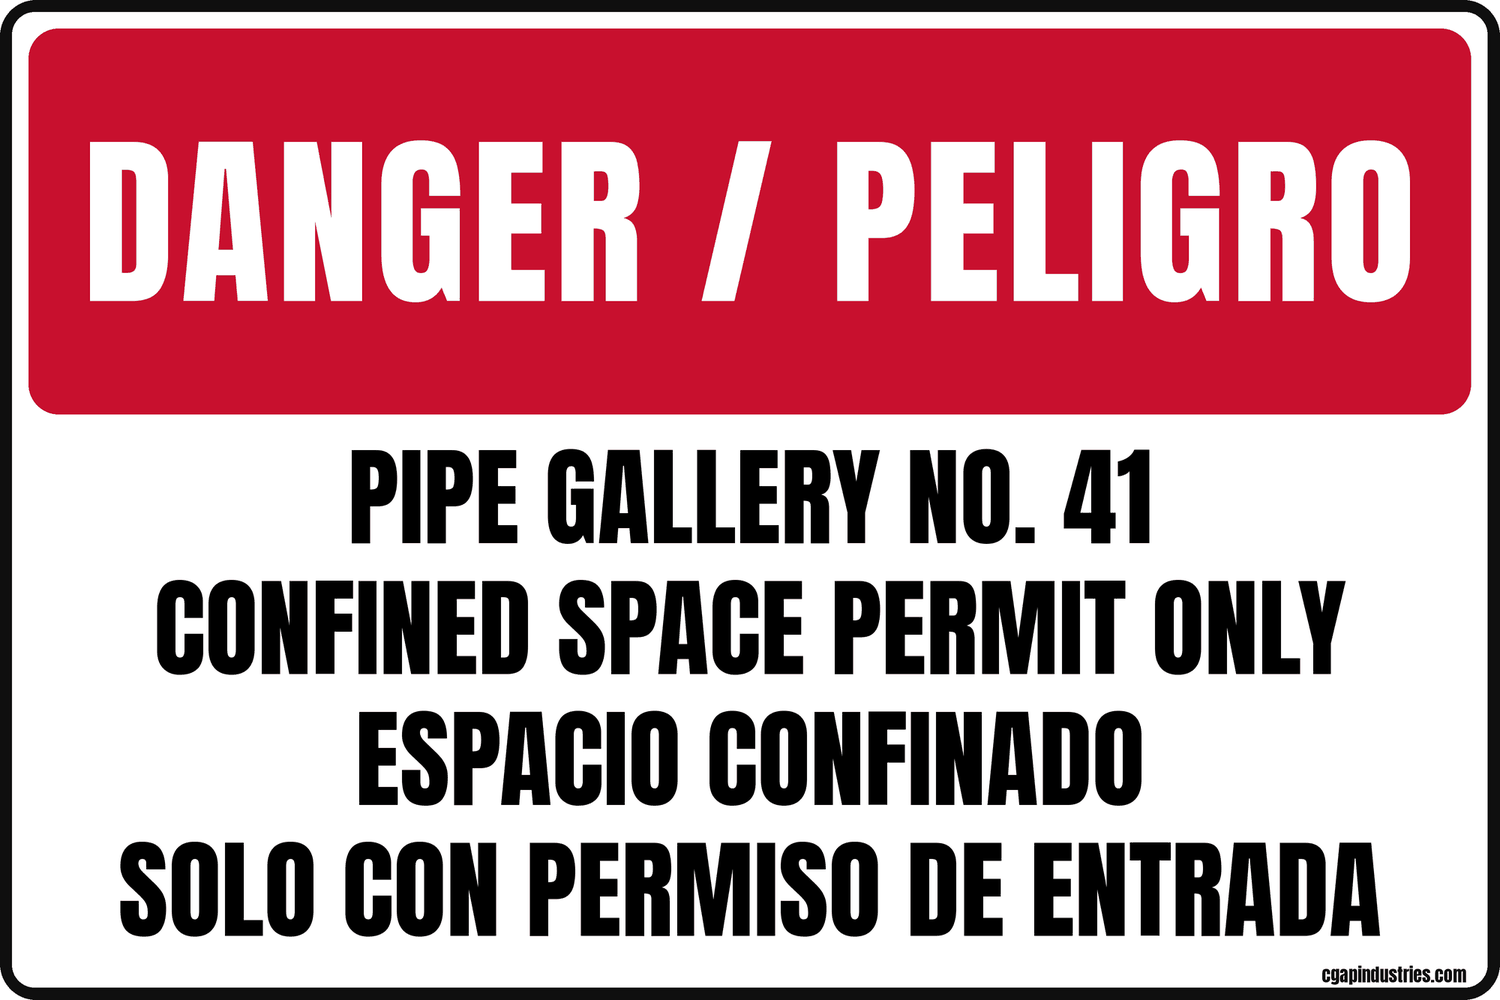 DANGER / PELIGRO
PIPE GALLERY NO. 41
CONFINED SPACE PERMIT ONLY
ESPACIO CONFINADO
SOLO CON PERMISO DE ENTRADA
cgapindustries.com